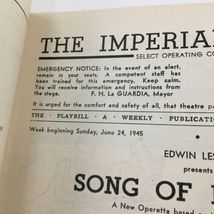 THE IMPERIA
SELECT OPERATING CO
EMERGENCY NOTICE: In the event of an alert,
remain in your seats. A competent staff has
been trained for this emergency. Keep calm.
You will receive information and instructions
from the stage.
F. H. La GUARDIA, Mayor
It is urged for the comfort and safety of all, that theatre pa
THE PLAYBILL A WEEKLY PUBLICATION
Week beginning Sunday, June 24, 1945
EDWIN LES
SONG OF
A New Operetta based on